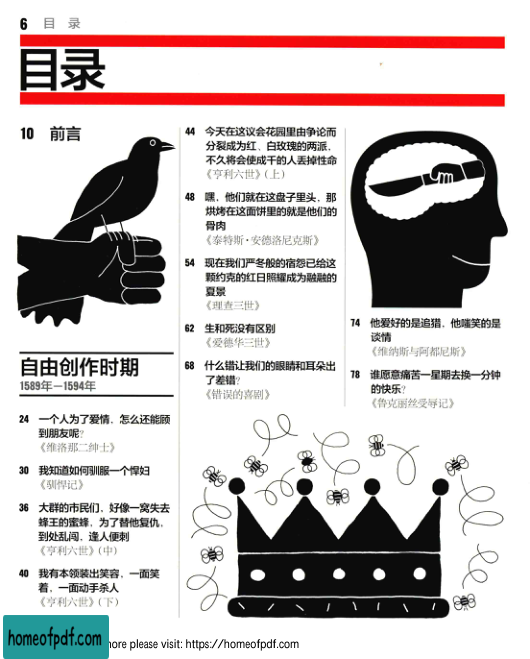 6 目 录
目录
10 前言
自由创作时期
1589年—1594年
24 一个人为了爱情，怎么还能顾
到朋友呢？
《维洛那二绅士》
30 我知道如何驯服一个悍妇
《驯悍记》
36 大群的市民们，好像一窝失去
蜂王的蜜蜂，为了替他复仇，
到处乱闯，逢人便刺
《亨利六世》（中）
40 我有本领装出笑容，一面笑
着，一面动手杀人
《亨利六世》（下）
44 今天在这议会花园里由争论而
分裂成为红、白玫瑰的两派，
不久将会使成千的人丢掉性命
《亨利六世》（上）
48 嘿，他们就在这盘子里头，那
烘烤在这面饼里的就是他们的
骨肉
《泰特斯·安德洛尼克斯》
54 现在我们严冬般的宿怨已给这
颗约克的红日照耀成为融融的
夏景
《理查三世》
62 生和死没有区别
《爱德华三世》
68 什么错让我们的眼睛和耳朵出
了差错？
《错误的喜剧》
74 他爱好的是追猎，他嗤笑的是
谈情
《维纳斯与阿都尼斯》
78 谁愿意痛苦一星期去换一分钟
的快乐？
《鲁克丽丝受辱记》
homeofpdf.com
more please visit: https://homeofpdf.com